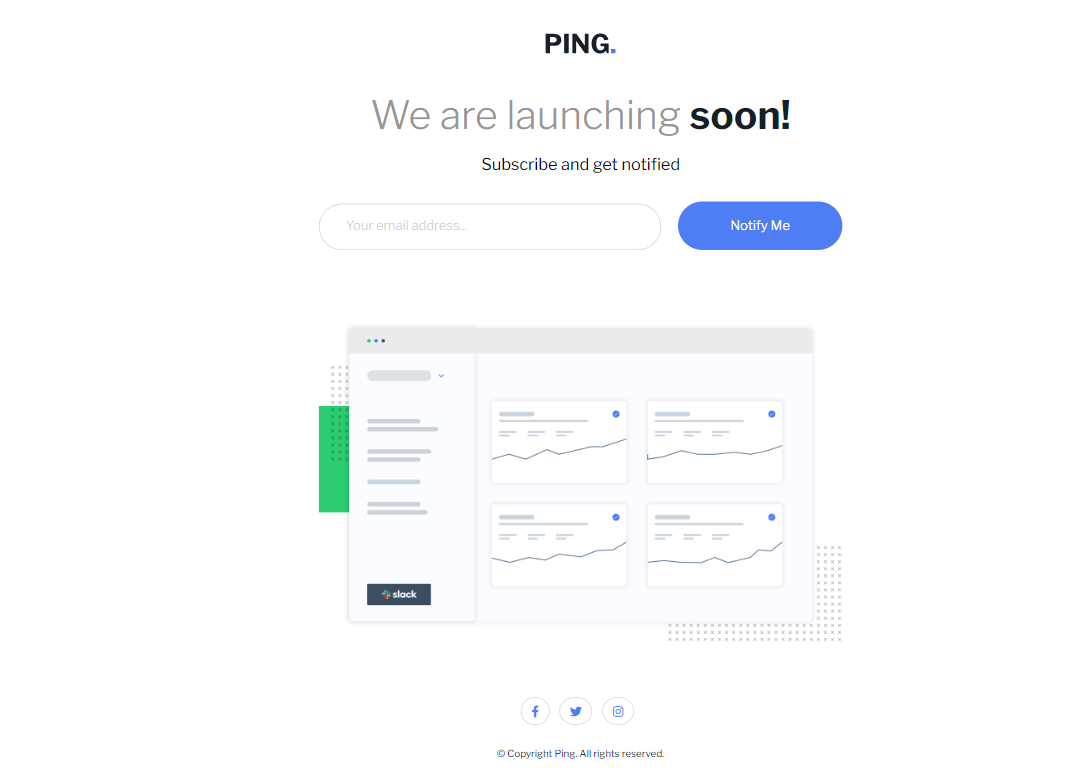 PING.
We are launching soon!
Subscribe and get notified
Your email address...
Notify Me
slack
© Copyright Ping. All rights reserved.